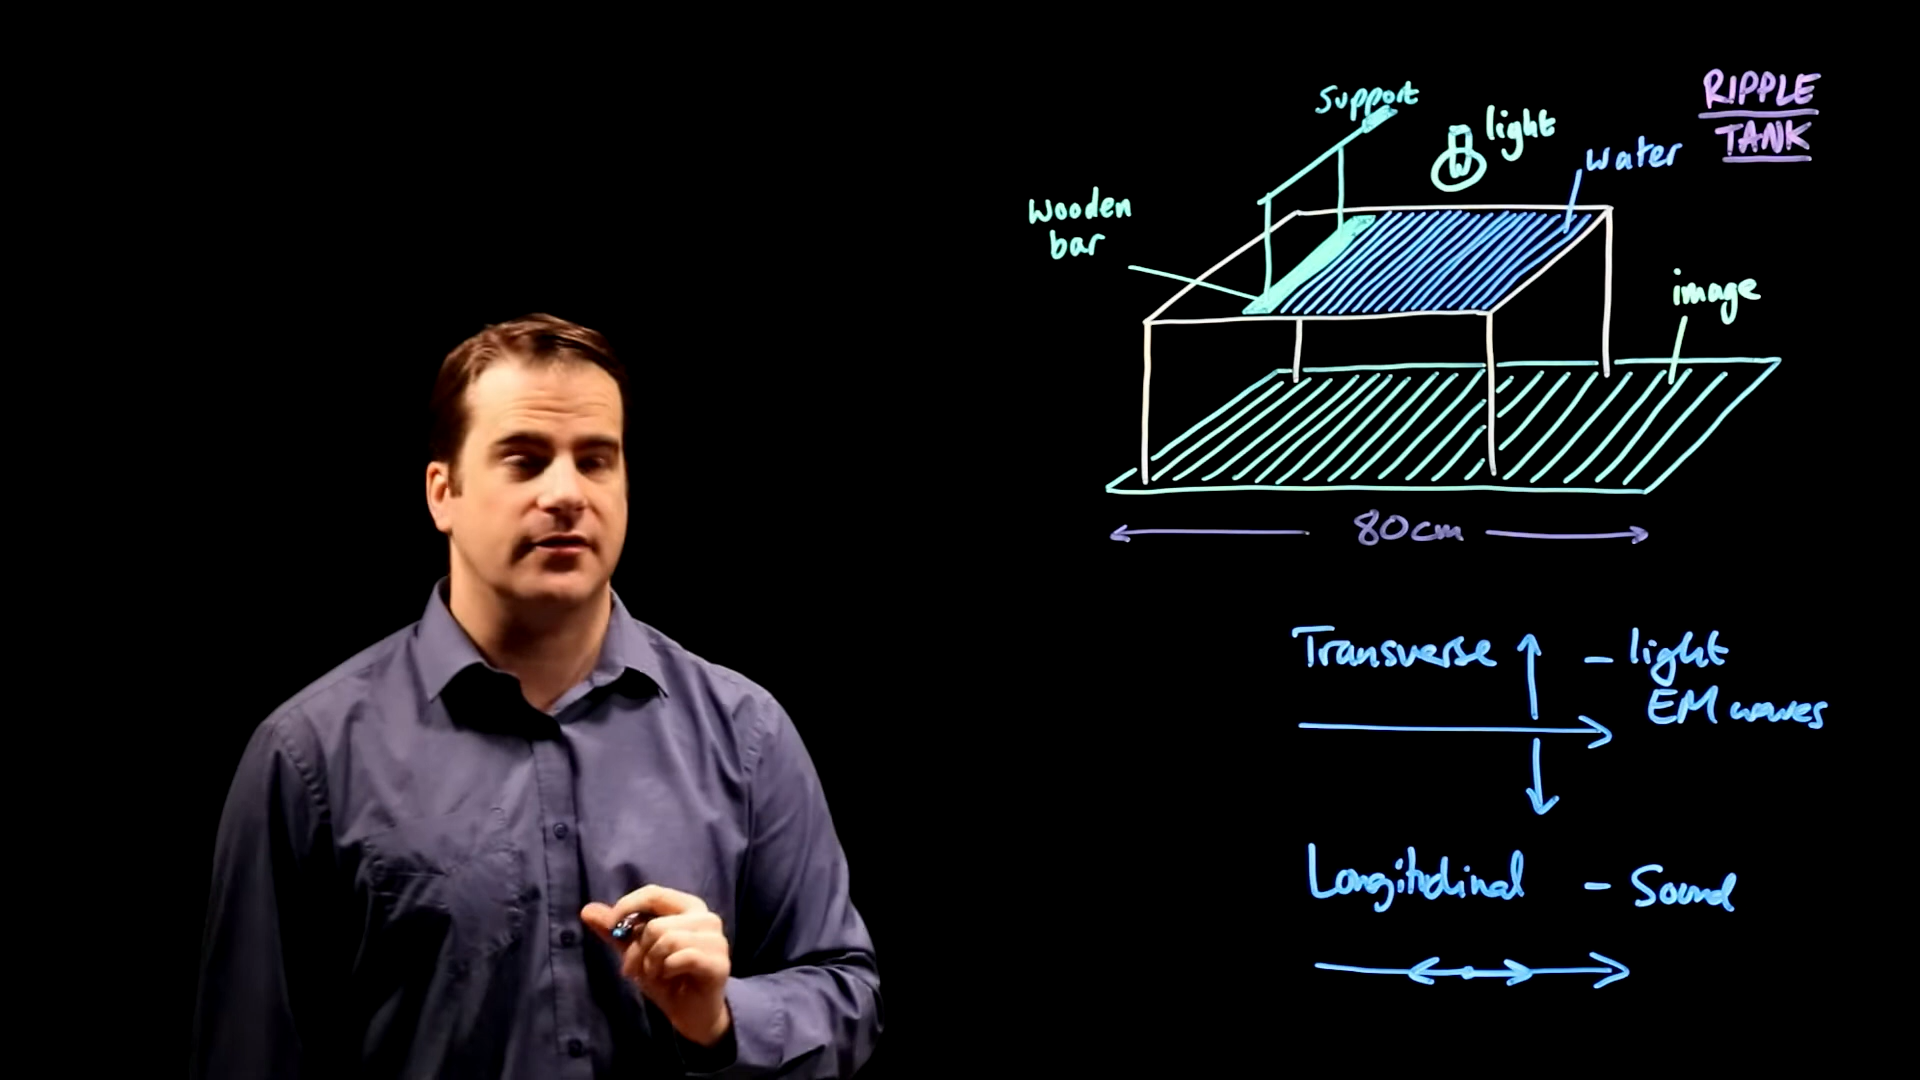 RIPPLE
TANK
Support
light
water
Wooden
bar
image
80cm
Transverse
- light
EM waves
Longitudinal
- Sound